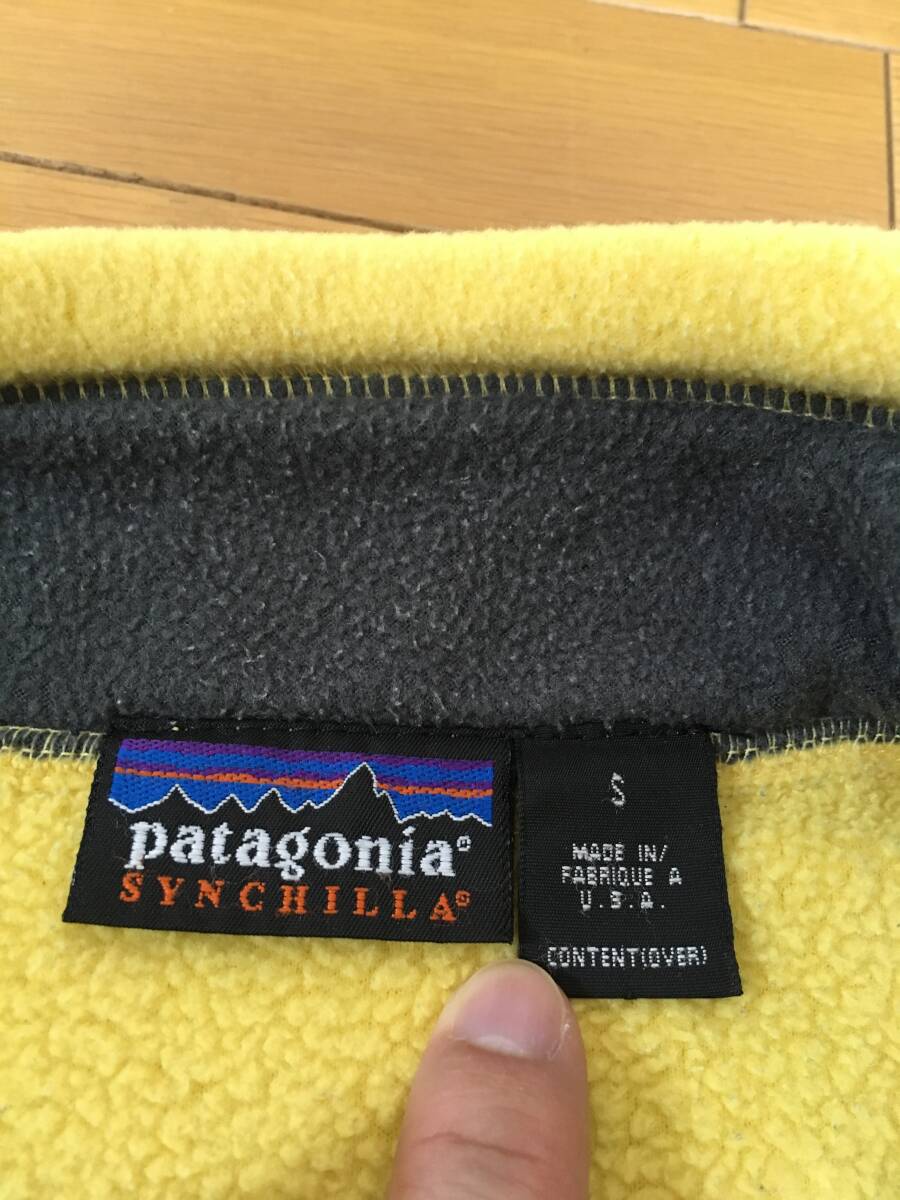 patagonia®
SYNCHILLA®
S
MADE IN/
FABRIQUE A
U.S.A.
CONTENT(OVER)